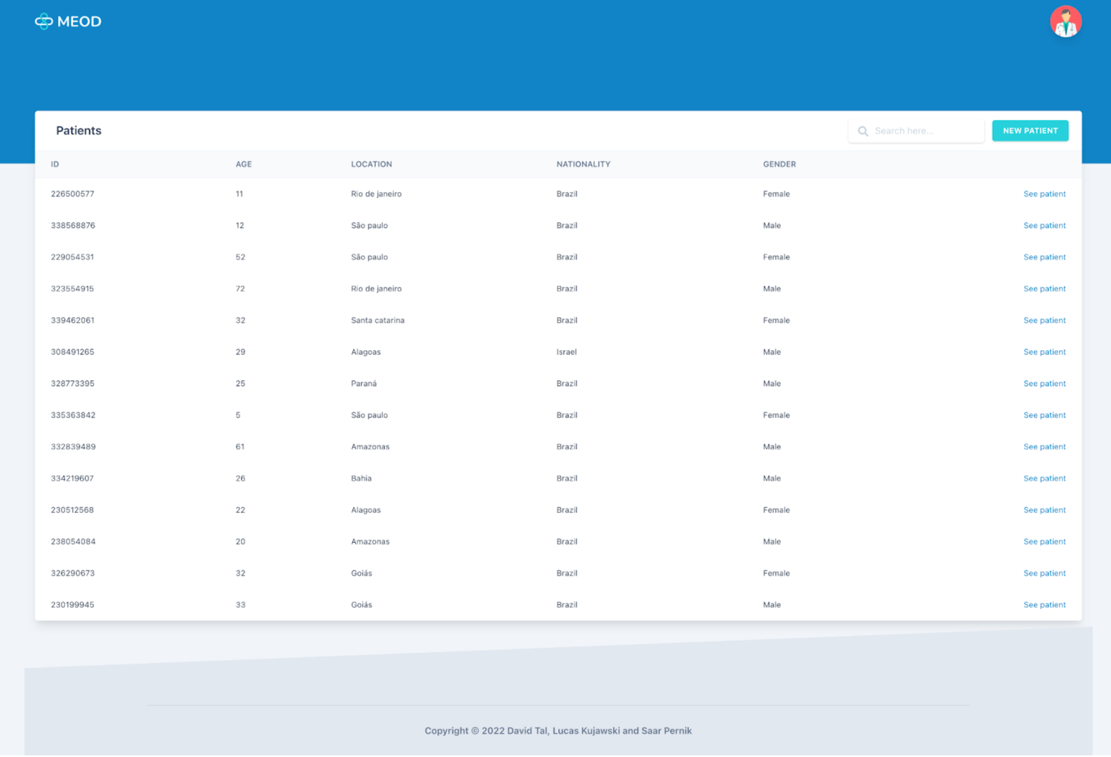 MEOD
Patients Search here... NEW PATIENT
ID AGE LOCATION NATIONALITY GENDER
226500577 11 Rio de janeiro Brazil Female See patient
338568876 12 São paulo Brazil Male See patient
229054531 52 São paulo Brazil Female See patient
323554915 72 Rio de janeiro Brazil Male See patient
339462061 32 Santa catarina Brazil Female See patient
308491265 29 Alagoas Israel Male See patient
328773395 25 Paraná Brazil Male See patient
335363842 5 São paulo Brazil Female See patient
332839489 61 Amazonas Brazil Male See patient
334219607 26 Bahia Brazil Male See patient
230512568 22 Alagoas Brazil Female See patient
238054084 20 Amazonas Brazil Male See patient
326290673 32 Goiás Brazil Female See patient
230199945 33 Goiás Brazil Male See patient
Copyright © 2022 David Tal, Lucas Kujawski and Saar Pernik